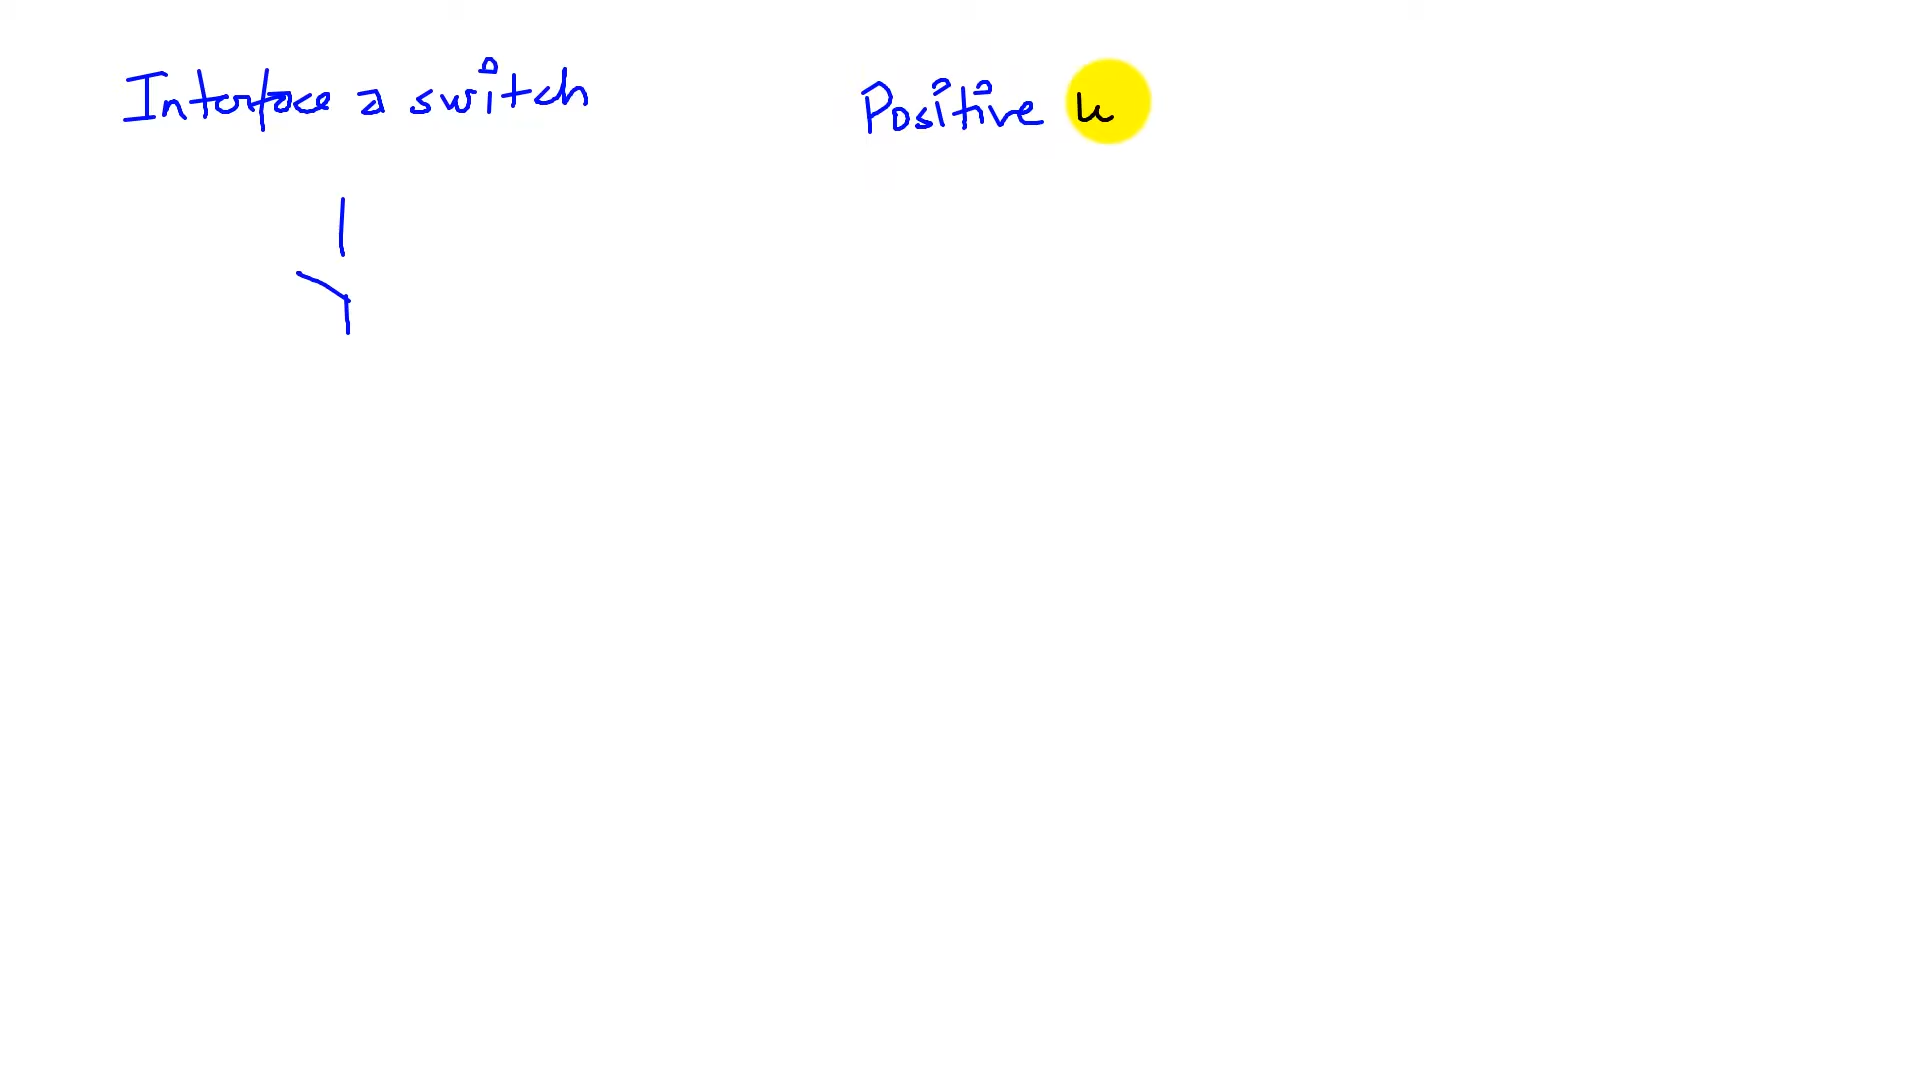 Interface a switch
Positive